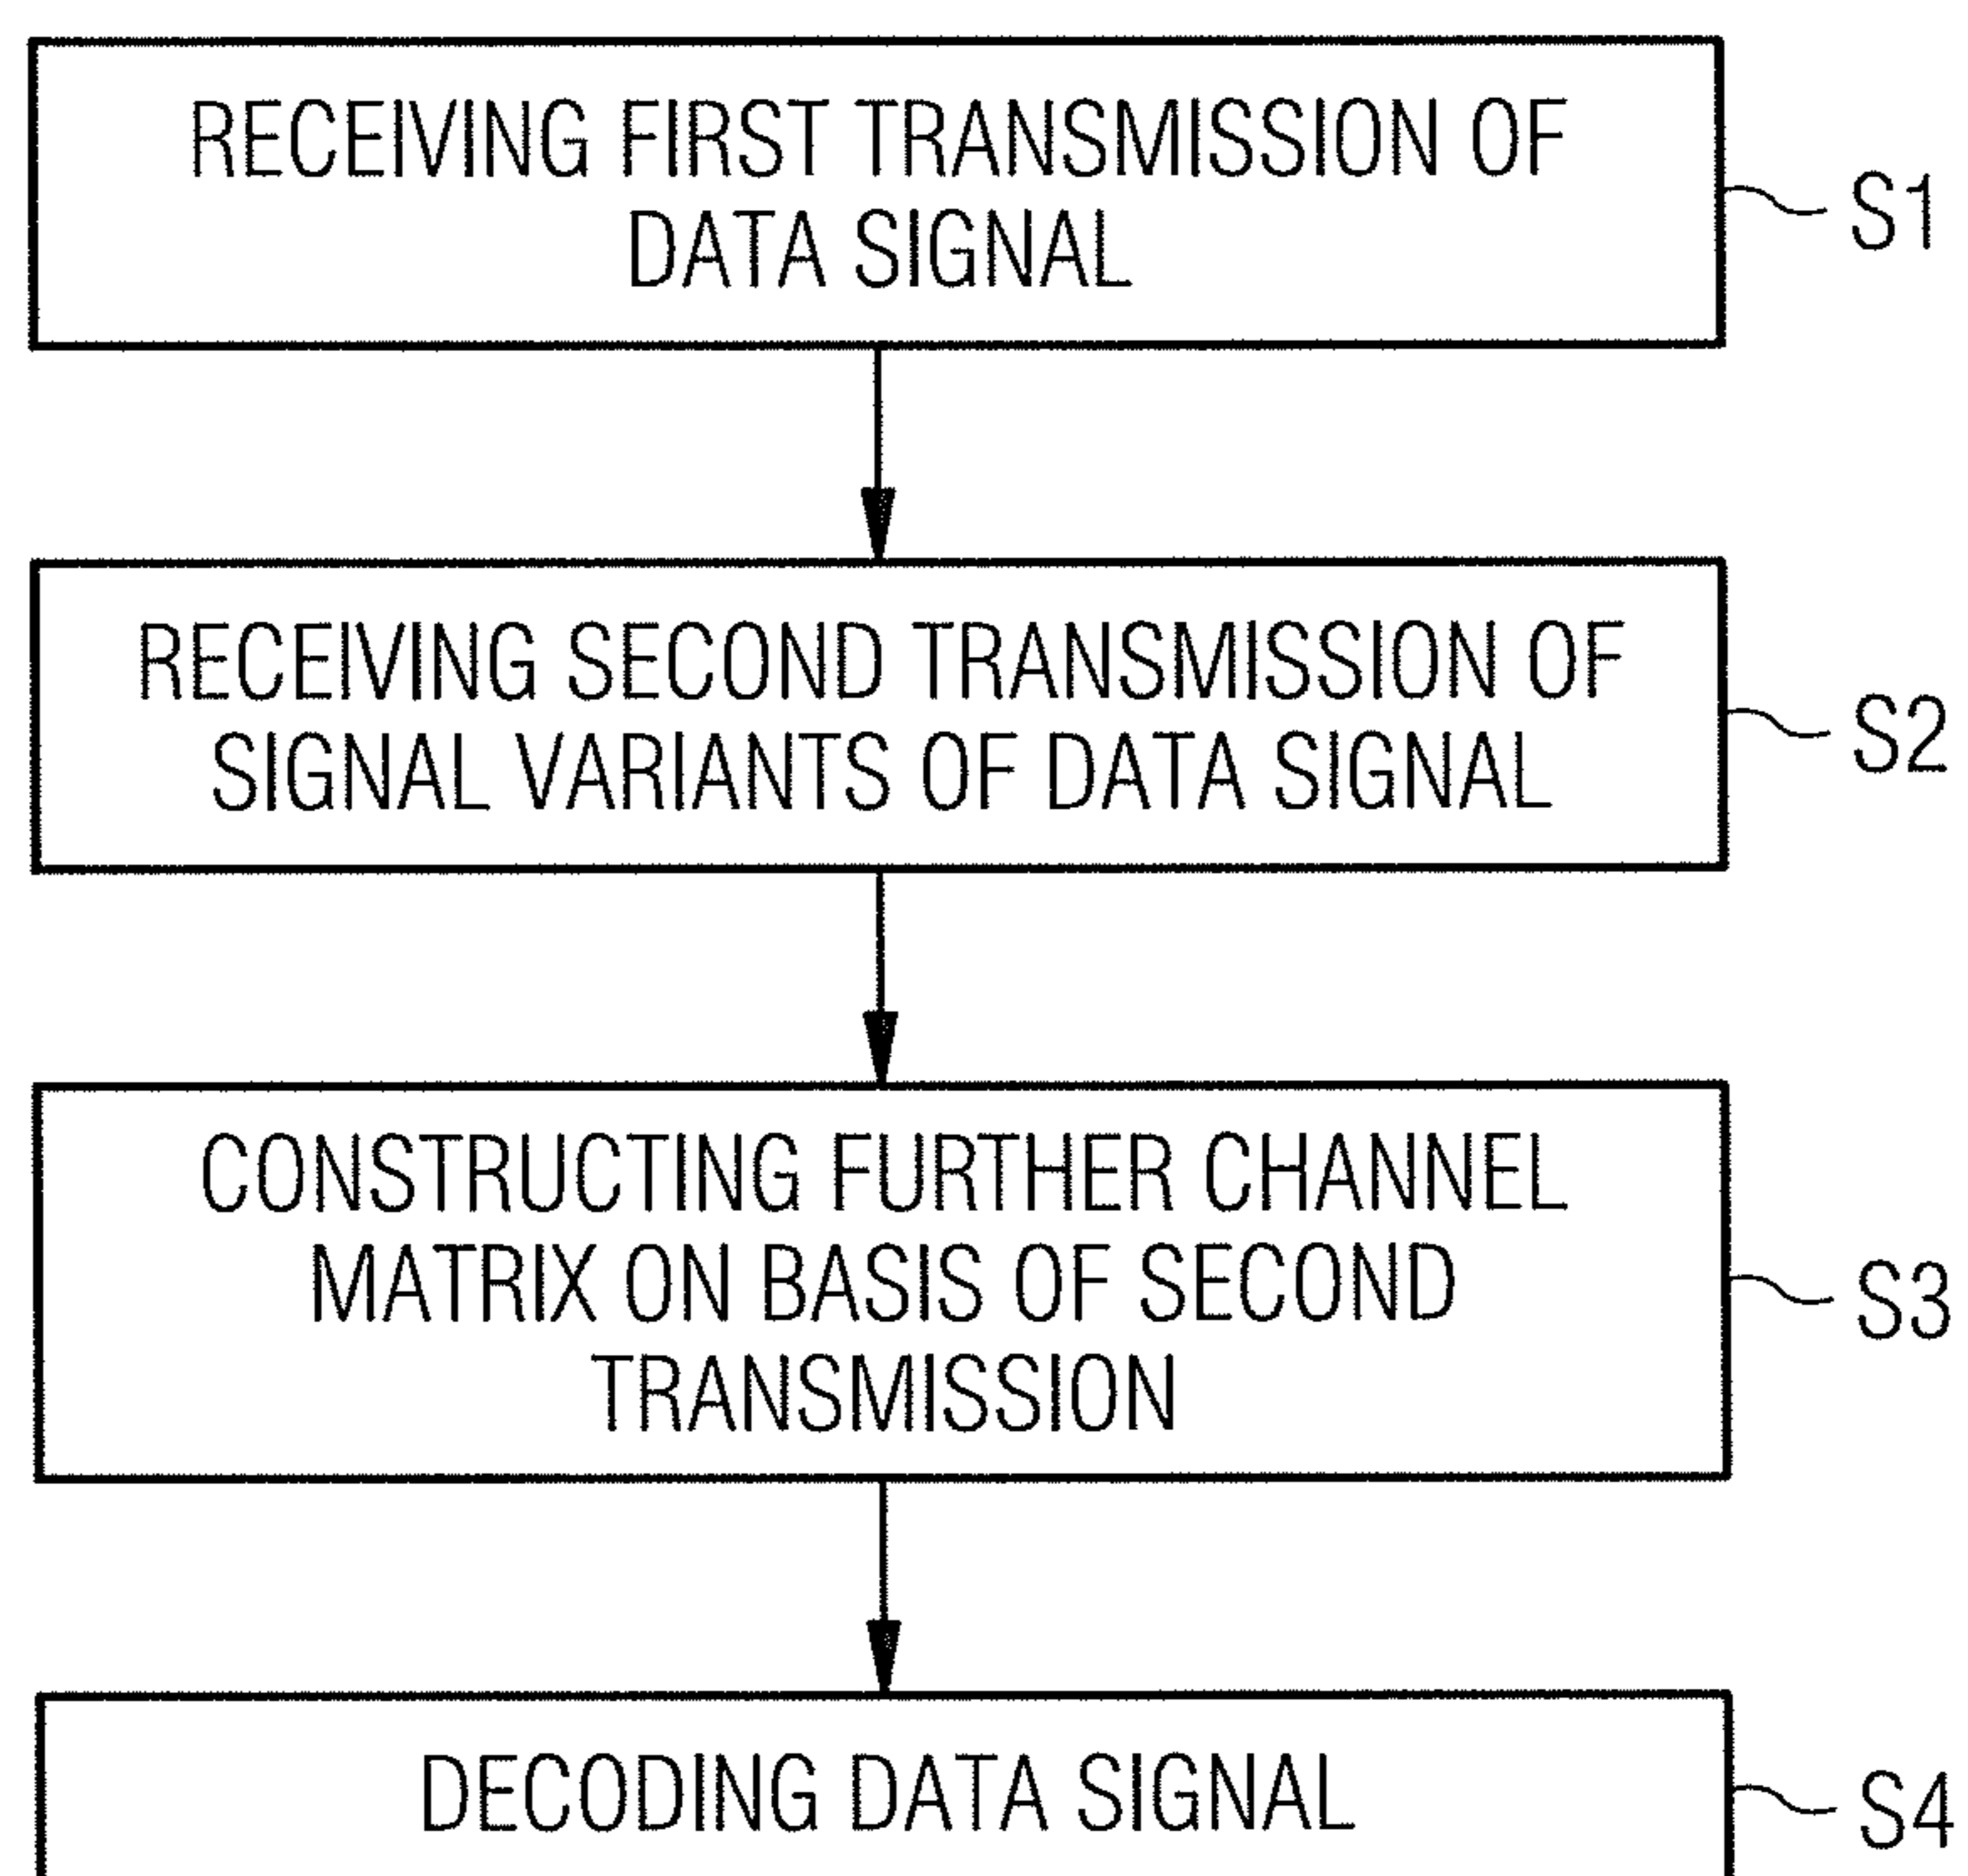 RECEIVING FIRST TRANSMISSION OF
DATA SIGNAL
S1
RECEIVING SECOND TRANSMISSION OF
SIGNAL VARIANTS OF DATA SIGNAL
S2
CONSTRUCTING FURTHER CHANNEL
MATRIX ON BASIS OF SECOND
TRANSMISSION
S3
DECODING DATA SIGNAL
S4